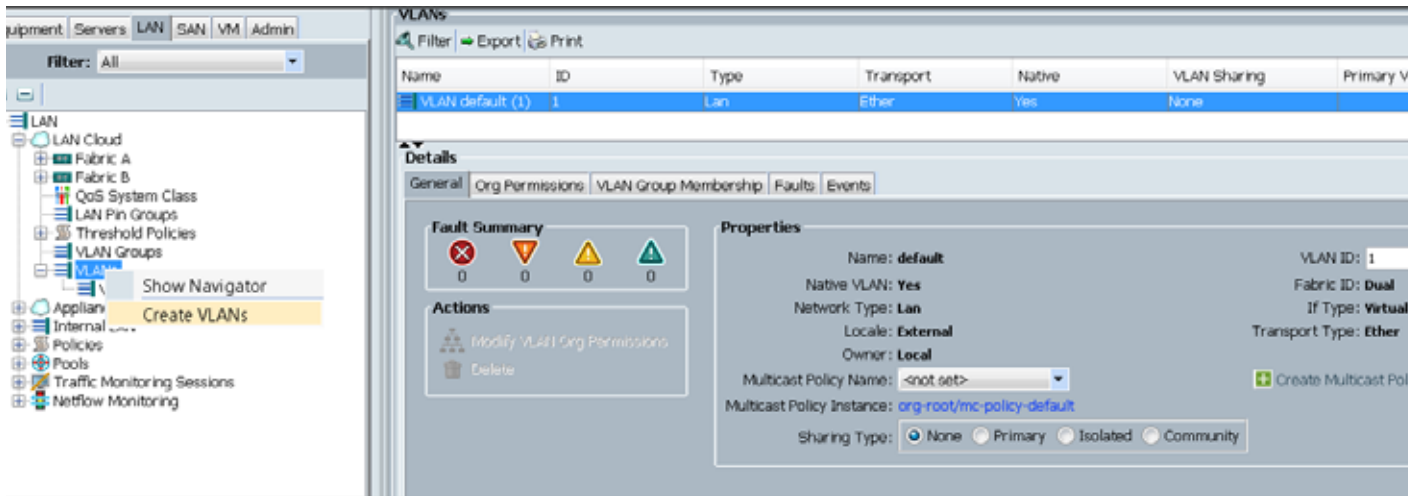 uipment Servers LAN SAN VM Admin
Filter: All
LAN
LAN Cloud
Fabric A
Fabric B
QoS System Class
LAN Pin Groups
Threshold Policies
VLAN Groups
VLANs
Show Navigator
Create VLANs
Applian
Internal
Policies
Pools
Traffic Monitoring Sessions
Netflow Monitoring
VLANs
Filter Export Print
Name ID Type Transport Native VLAN Sharing Primary V
VLAN default (1) 1 Lan Ether Yes None
Details
General Org Permissions VLAN Group Membership Faults Events
Fault Summary
0 0 0 0
Actions
Modify VLAN Org Permissions
Delete
Properties
Name: default
VLAN ID: 1
Native VLAN: Yes
Fabric ID: Dual
Network Type: Lan
If Type: Virtual
Locale: External
Transport Type: Ether
Owner: Local
Multicast Policy Name: <not set>
Create Multicast Pol
Multicast Policy Instance: org-root/mc-policy-default
Sharing Type: None Primary Isolated Community